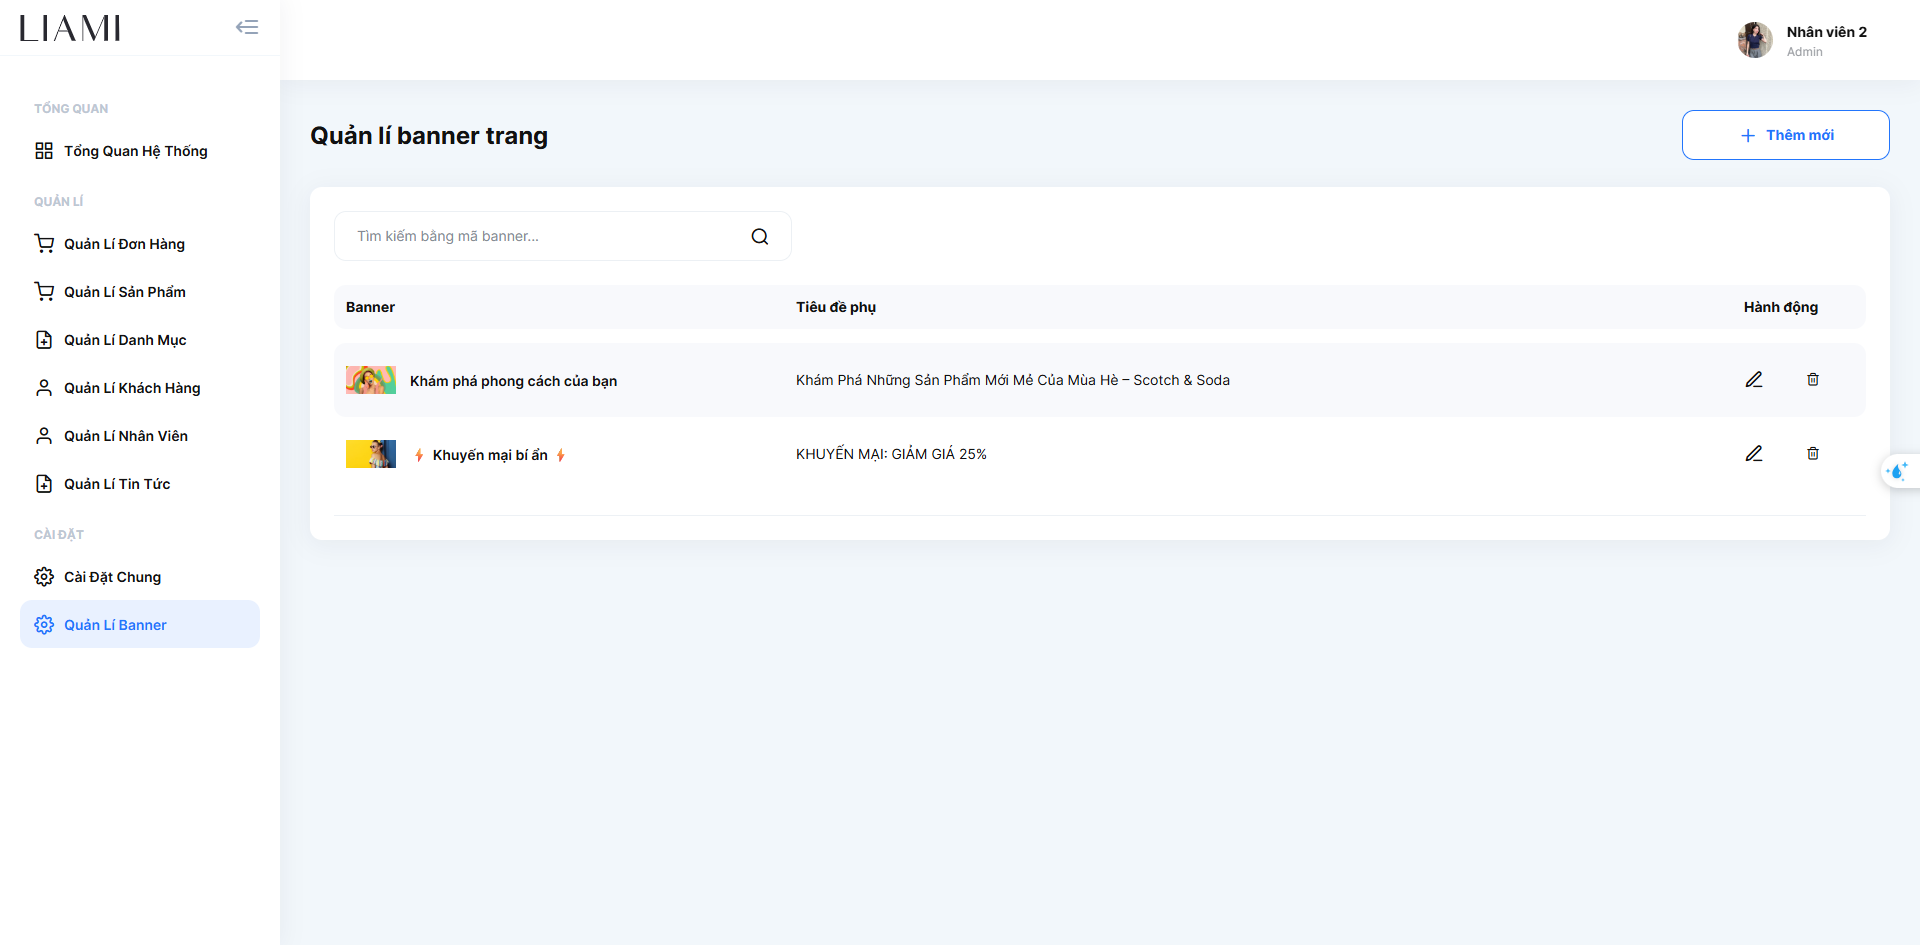 LIAMI
Nhân viên 2
Admin
TỔNG QUAN
Tổng Quan Hệ Thống
QUẢN LÍ
Quản Lí Đơn Hàng
Quản Lí Sản Phẩm
Quản Lí Danh Mục
Quản Lí Khách Hàng
Quản Lí Nhân Viên
Quản Lí Tin Tức
CÀI ĐẶT
Cài Đặt Chung
Quản Lí Banner
Quản lí banner trang
Thêm mới
Tìm kiếm bằng mã banner...
Banner Tiêu đề phụ Hành động
Khám phá phong cách của bạn Khám Phá Những Sản Phẩm Mới Mẻ Của Mùa Hè – Scotch & Soda
⚡ Khuyến mại bí ẩn ⚡ KHUYẾN MẠI: GIẢM GIÁ 25%